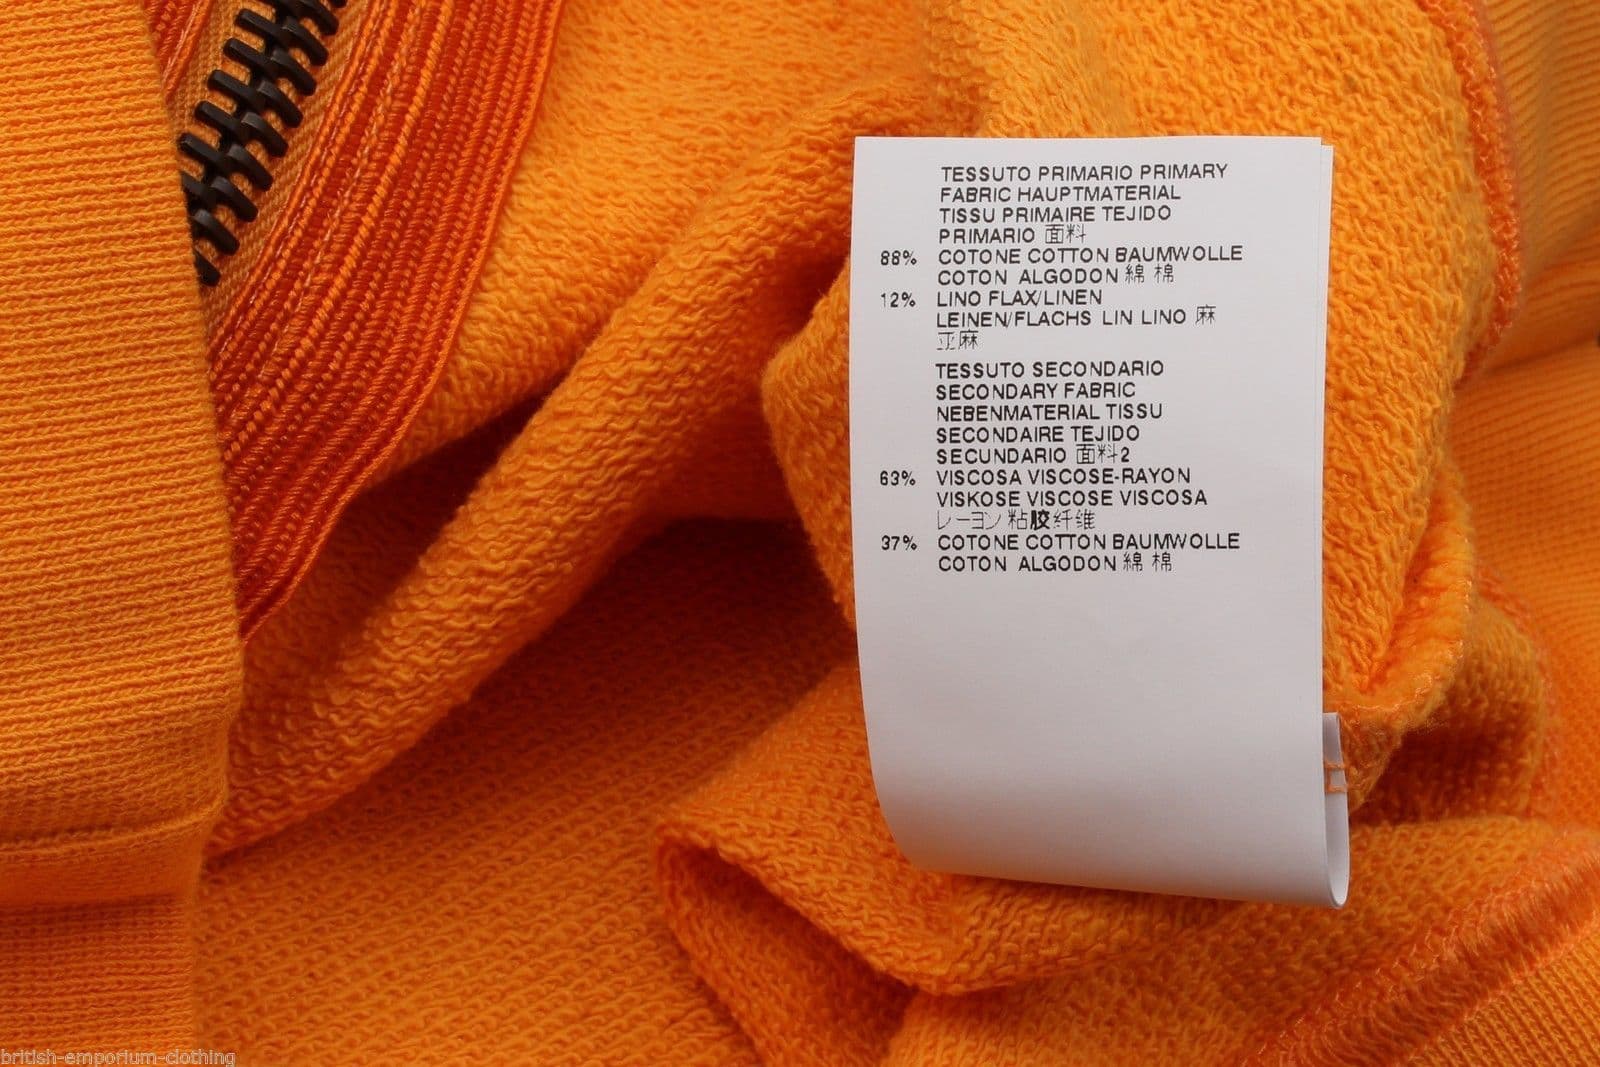 TESSUTO PRIMARIO PRIMARY
FABRIC HAUPTMATERIAL
TISSU PRIMAIRE TEJIDO
PRIMARIO 面料
88% COTONE COTTON BAUMWOLLE
COTON ALGODON 綿 棉
12% LINO FLAX/LINEN
LEINEN/FLACHS LIN LINO 麻
亚麻
TESSUTO SECONDARIO
SECONDARY FABRIC
NEBENMATERIAL TISSU
SECONDAIRE TEJIDO
SECUNDARIO 面料2
63% VISCOSA VISCOSE-RAYON
VISKOSE VISCOSE VISCOSA
レーヨン 粘胶纤维
37% COTONE COTTON BAUMWOLLE
COTON ALGODON 綿 棉
british-emporium-clothing